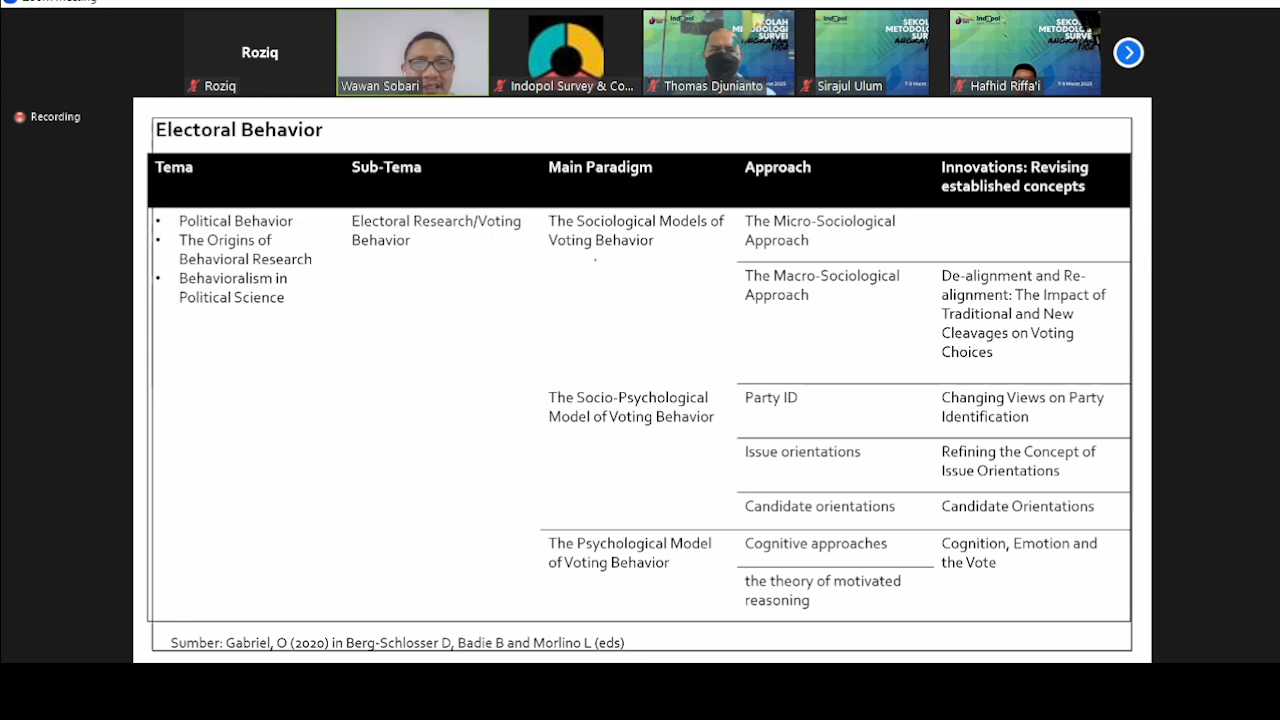 Zoom Meeting
Roziq
Roziq
Wawan Sobari
Indopol Survey & Co...
Thomas Djunianto
Sirajul Ulum
Hafhid Riffa'i
Recording
Electoral Behavior
Tema
Sub-Tema
Main Paradigm
Approach
Innovations: Revising
established concepts
• Political Behavior
• The Origins of
Behavioral Research
• Behavioralism in
Political Science
Electoral Research/Voting
Behavior
The Sociological Models of
Voting Behavior
The Micro-Sociological
Approach
The Macro-Sociological
Approach
De-alignment and Re-
alignment: The Impact of
Traditional and New
Cleavages on Voting
Choices
The Socio-Psychological
Model of Voting Behavior
Party ID
Changing Views on Party
Identification
Issue orientations
Refining the Concept of
Issue Orientations
Candidate orientations
Candidate Orientations
The Psychological Model
of Voting Behavior
Cognitive approaches
Cognition, Emotion and
the Vote
the theory of motivated
reasoning
Sumber: Gabriel, O (2020) in Berg-Schlosser D, Badie B and Morlino L (eds)